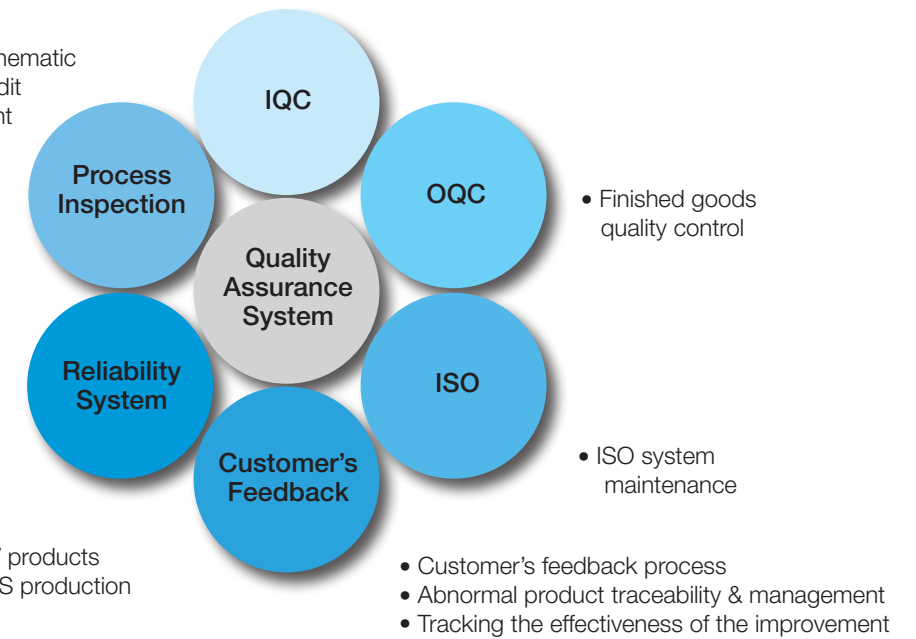 IQC
Process
Inspection
OQC
• Finished goods
quality control
Quality
Assurance
System
Reliability
System
ISO
Customer's
Feedback
• ISO system
maintenance
products
production
• Customer's feedback process
• Abnormal product traceability & management
• Tracking the effectiveness of the improvement